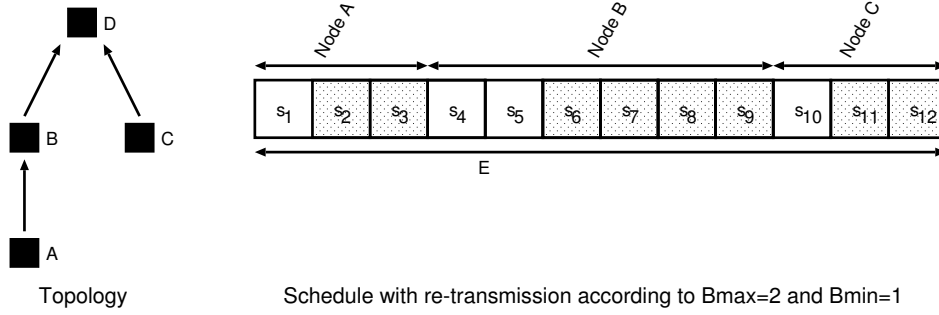 D
B
C
A
Topology
Node A
Node B
Node C
s1 s2 s3 s4 s5 s6 s7 s8 s9 s10 s11 s12
E
Schedule with re-transmission according to Bmax=2 and Bmin=1